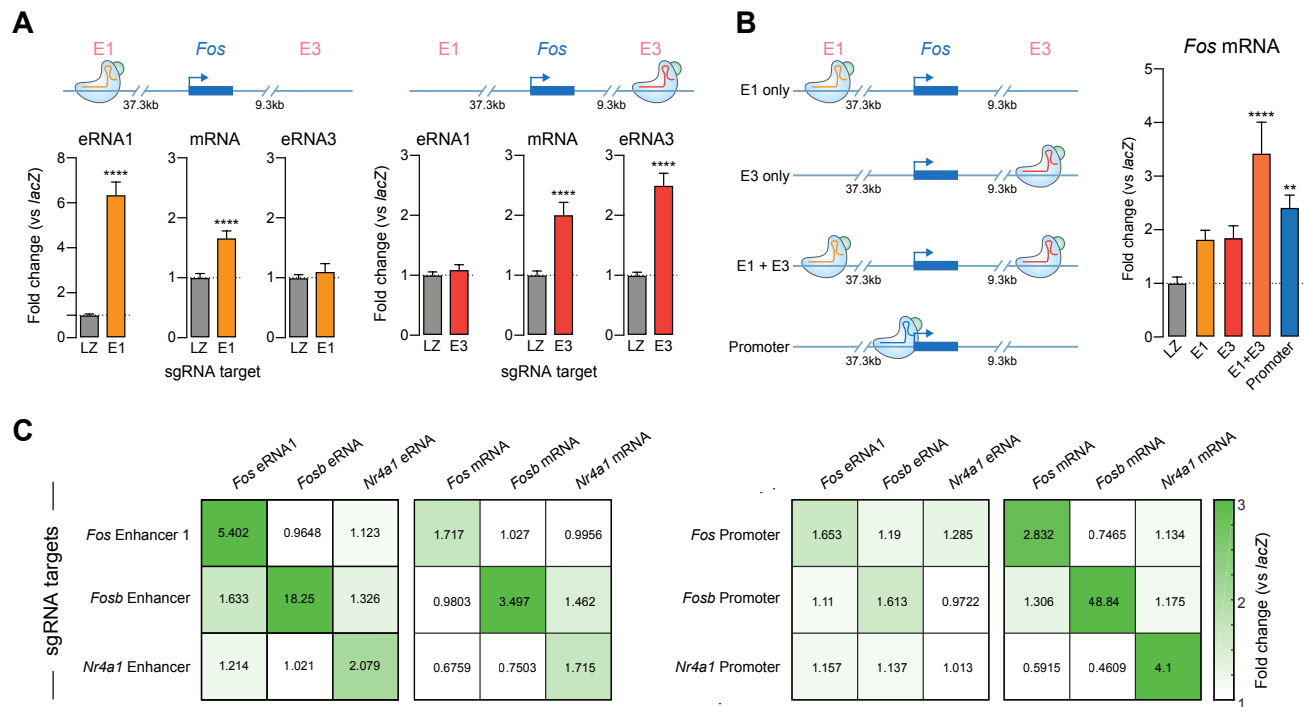 A
E1
Fos
E3
37.3kb
9.3kb
E1
Fos
E3
37.3kb
9.3kb
eRNA1
mRNA
eRNA3
eRNA1
mRNA
eRNA3
Fold change (vs lacZ)
8
6
4
2
1
0
****
LZ
E1
3
2
1
0
****
LZ
E1
3
2
1
0
LZ
E1
sgRNA target
Fold change (vs lacZ)
3
2
1
0
LZ
E3
3
2
1
0
****
LZ
E3
3
2
1
0
****
LZ
E3
sgRNA target
B
E1
Fos
E3
E1 only
37.3kb
9.3kb
E3 only
37.3kb
9.3kb
E1 + E3
37.3kb
9.3kb
Promoter
37.3kb
9.3kb
Fos mRNA
Fold change (vs lacZ)
5
4
3
2
1
0
****
**
LZ
E1
E3
E1+E3
Promoter
C
sgRNA targets
Fos eRNA1
Fosb eRNA
Nr4a1 eRNA
Fos mRNA
Fosb mRNA
Nr4a1 mRNA
Fos Enhancer 1
5.402 0.9648 1.123 1.717 1.027 0.9956
Fosb Enhancer
1.633 18.25 1.326 0.9803 3.497 1.462
Nr4a1 Enhancer
1.214 1.021 2.079 0.6759 0.7503 1.715
Fos eRNA1
Fosb eRNA
Nr4a1 eRNA
Fos mRNA
Fosb mRNA
Nr4a1 mRNA
Fos Promoter
1.653 1.19 1.285 2.832 0.7465 1.134
Fosb Promoter
1.11 1.613 0.9722 1.306 48.84 1.175
Nr4a1 Promoter
1.157 1.137 1.013 0.5915 0.4609 4.1
3
2
1
Fold change (vs lacZ)